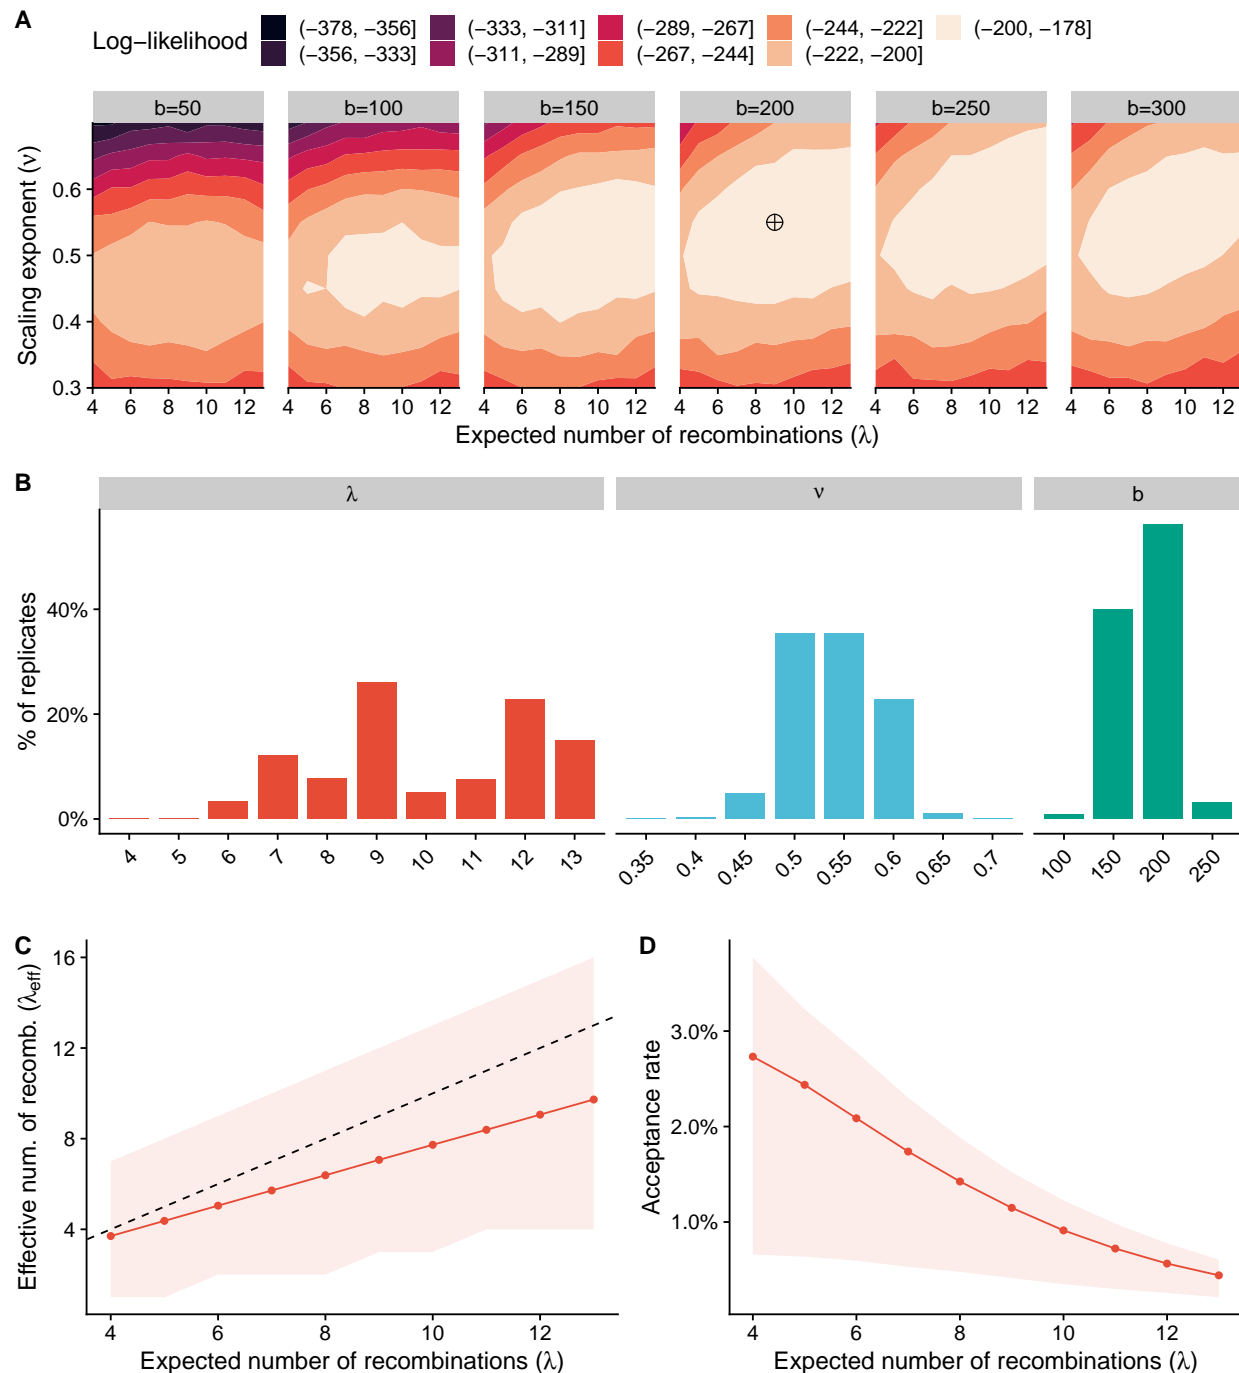 A
Log−likelihood
(−378, −356] (−333, −311] (−289, −267] (−244, −222] (−200, −178]
(−356, −333] (−311, −289] (−267, −244] (−222, −200]
b=50 b=100 b=150 b=200 b=250 b=300
Scaling exponent (ν)
0.6
0.5
0.4
0.3
4 6 8 10 12 4 6 8 10 12 4 6 8 10 12 4 6 8 10 12 4 6 8 10 12 4 6 8 10 12
Expected number of recombinations (λ)
B
λ ν b
% of replicates
40%
20%
0%
4 5 6 7 8 9 10 11 12 13 0.35 0.4 0.45 0.5 0.55 0.6 0.65 0.7 100 150 200 250
C
Effective num. of recomb. (λeff)
16
12
8
4
4 6 8 10 12
Expected number of recombinations (λ)
D
Acceptance rate
3.0%
2.0%
1.0%
4 6 8 10 12
Expected number of recombinations (λ)